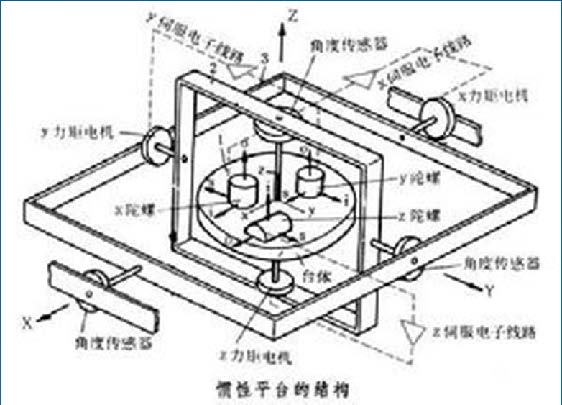 Z
y伺服电子线路
角度传感器
x伺服电子线路
3
2
x力矩电机
y力矩电机
1
y陀螺
x陀螺
z
x
y
s
z陀螺
角度传感器
台体
X
Y
z伺服电子线路
角度传感器
z力矩电机
惯性平台的结构